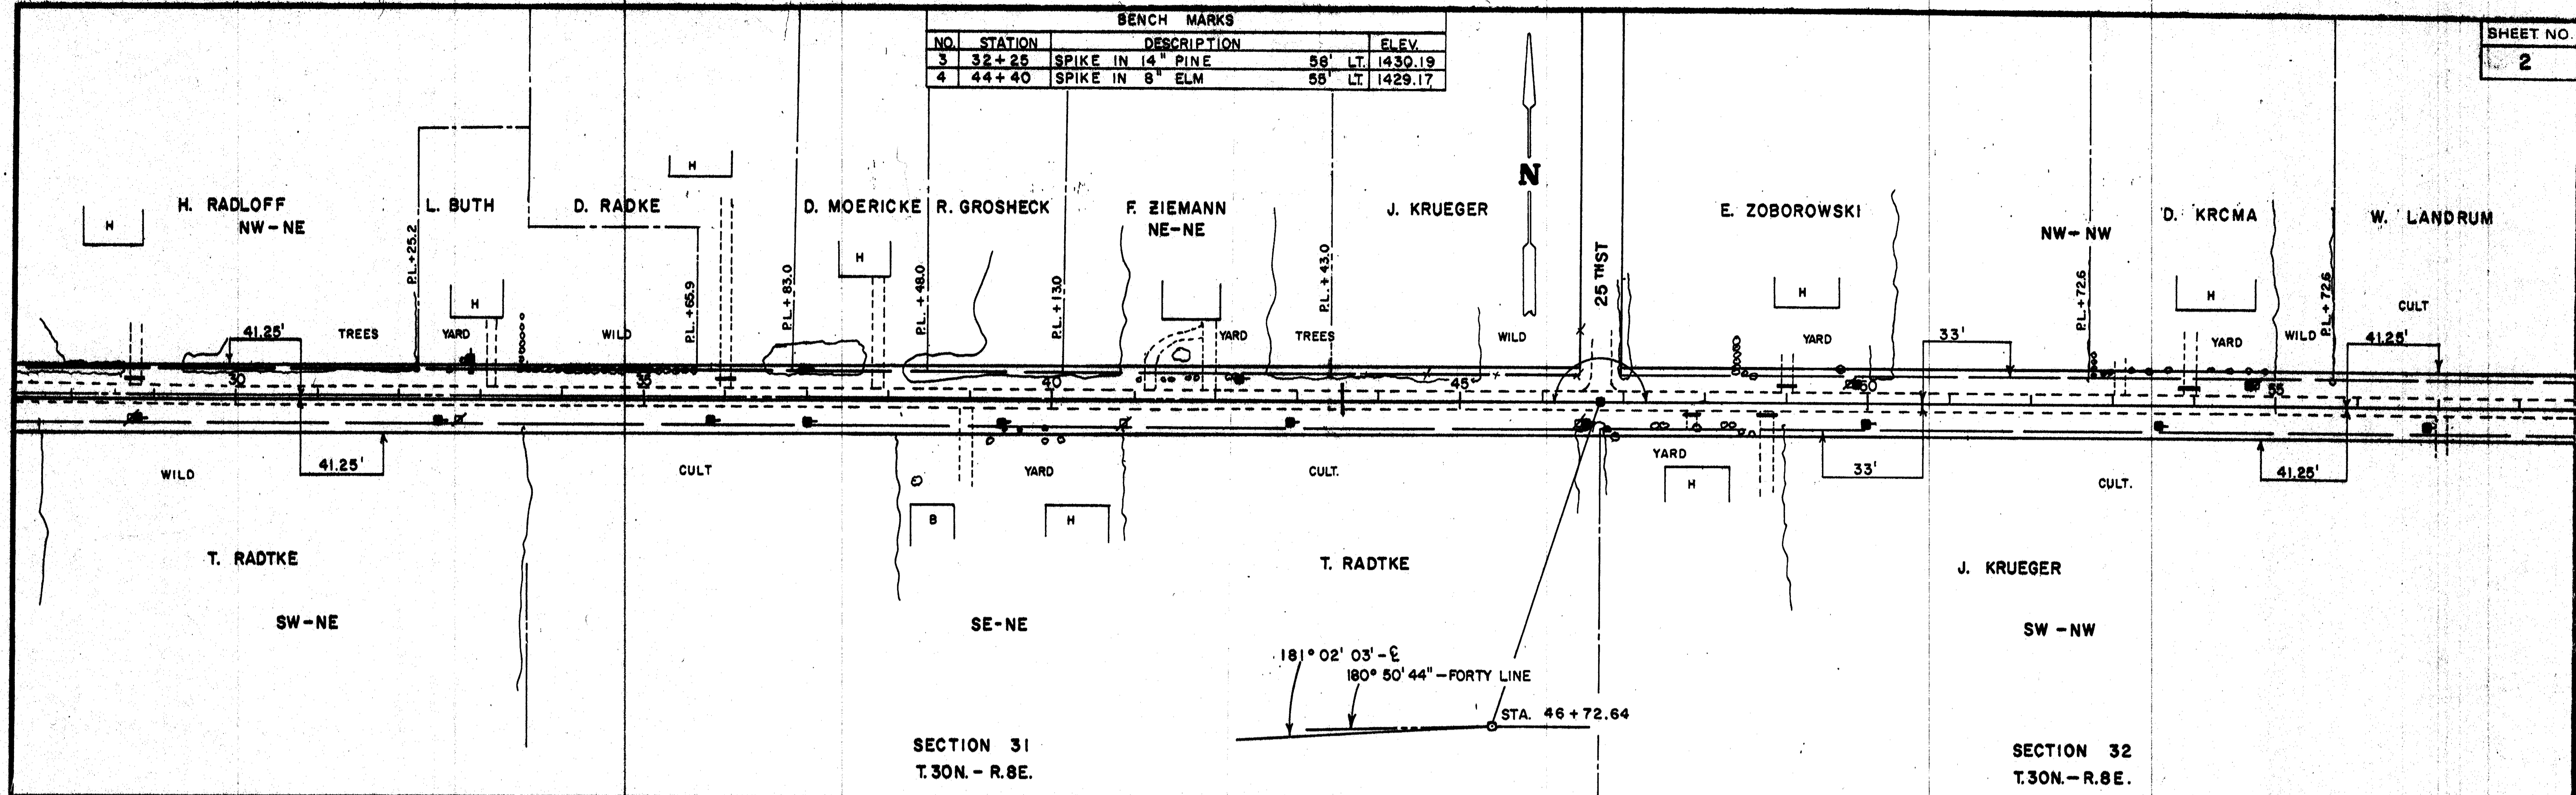 BENCH MARKS
NO. STATION DESCRIPTION ELEV.
3 32+25 SPIKE IN 14" PINE 58' LT. 1430.19
4 44+40 SPIKE IN 8" ELM 55' LT. 1429.17
SHEET NO.
2
N
H
H. RADLOFF L. BUTH D. RADKE D. MOERICKE R. GROSHECK F. ZIEMANN J. KRUEGER E. ZOBOROWSKI D. KRCMA W. LANDRUM
NW-NE NE-NE NW-NW
H H H H H
P.L.+25.2 P.L.+65.9 P.L.+83.0 P.L.+48.0 P.L.+13.0 P.L.+43.0 25TH ST P.L.+72.6 P.L.+72.6
41.25' TREES YARD WILD YARD TREES WILD YARD 33' YARD WILD CULT 41.25'
30 35 40 45 50 55
WILD 41.25' CULT YARD CULT. YARD 33' CULT. 41.25'
B H H
T. RADTKE T. RADTKE J. KRUEGER
SW-NE SE-NE SW-NW
181° 02' 03'-℄
180° 50' 44"-FORTY LINE
STA. 46+72.64
SECTION 31 SECTION 32
T.30N.-R.8E. T.30N.-R.8E.